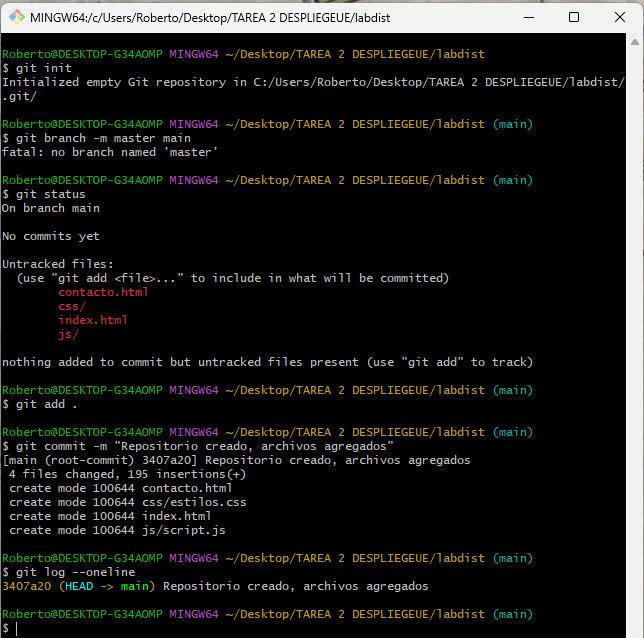 MINGW64:/c/Users/Roberto/Desktop/TAREA 2 DESPLIEGEUE/labdist
Roberto@DESKTOP-G34AOMP MINGW64 ~/Desktop/TAREA 2 DESPLIEGEUE/labdist
$ git init
Initialized empty Git repository in C:/Users/Roberto/Desktop/TAREA 2 DESPLIEGEUE/labdist/
.git/
Roberto@DESKTOP-G34AOMP MINGW64 ~/Desktop/TAREA 2 DESPLIEGEUE/labdist (main)
$ git branch -m master main
fatal: no branch named 'master'
Roberto@DESKTOP-G34AOMP MINGW64 ~/Desktop/TAREA 2 DESPLIEGEUE/labdist (main)
$ git status
On branch main
No commits yet
Untracked files:
  (use "git add <file>..." to include in what will be committed)
        contacto.html
        css/
        index.html
        js/
nothing added to commit but untracked files present (use "git add" to track)
Roberto@DESKTOP-G34AOMP MINGW64 ~/Desktop/TAREA 2 DESPLIEGEUE/labdist (main)
$ git add .
Roberto@DESKTOP-G34AOMP MINGW64 ~/Desktop/TAREA 2 DESPLIEGEUE/labdist (main)
$ git commit -m "Repositorio creado, archivos agregados"
[main (root-commit) 3407a20] Repositorio creado, archivos agregados
 4 files changed, 195 insertions(+)
 create mode 100644 contacto.html
 create mode 100644 css/estilos.css
 create mode 100644 index.html
 create mode 100644 js/script.js
Roberto@DESKTOP-G34AOMP MINGW64 ~/Desktop/TAREA 2 DESPLIEGEUE/labdist (main)
$ git log --oneline
3407a20 (HEAD -> main) Repositorio creado, archivos agregados
Roberto@DESKTOP-G34AOMP MINGW64 ~/Desktop/TAREA 2 DESPLIEGEUE/labdist (main)
$